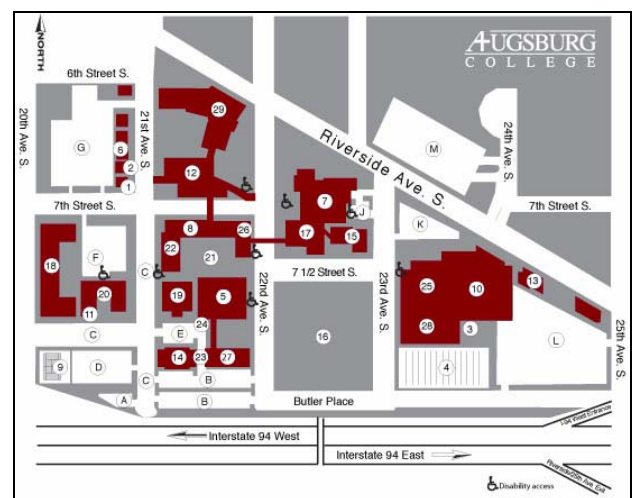 NORTH
AUGSBURG
COLLEGE
6th Street S.
20th Ave. S.
21st Ave. S.
Riverside Ave. S.
24th Ave. S.
7th Street S.
7th Street S.
7 1/2 Street S.
22nd Ave. S.
23rd Ave. S.
25th Ave. S.
Butler Place
Interstate 94 West
Interstate 94 East
I-94 West Entrance
Riverside/25th Ave. Exit
Disability access
G
6
2
1
29
12
M
7
J
K
8
26
17
15
22
21
18
F
20
11
C
19
5
25
10
13
28
3
16
C
E
24
L
9
D
14
23
27
4
A
C
B
B